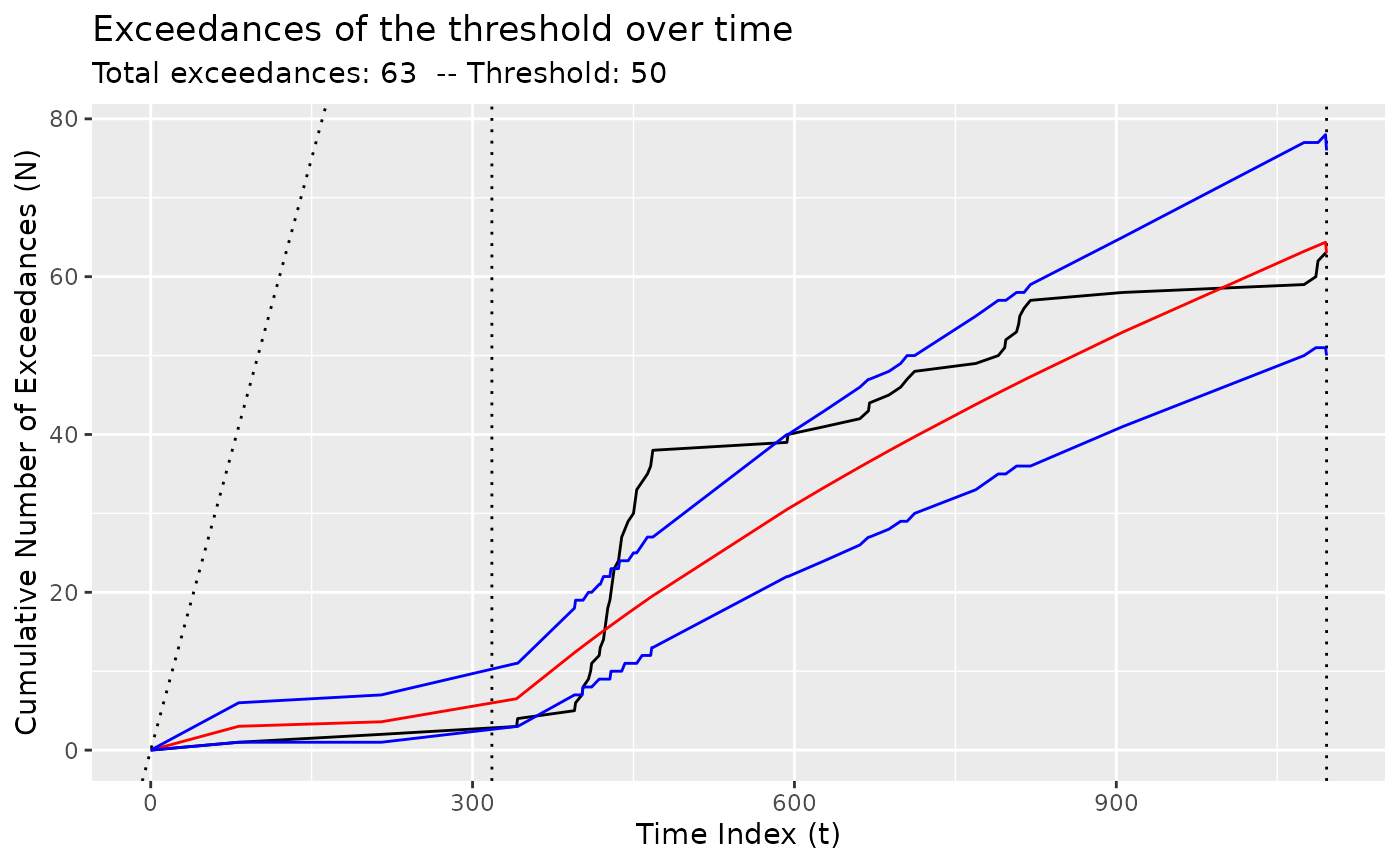 Exceedances of the threshold over time
Total exceedances: 63  -- Threshold: 50
Cumulative Number of Exceedances (N)
80
60
40
20
0
0 300 600 900
Time Index (t)